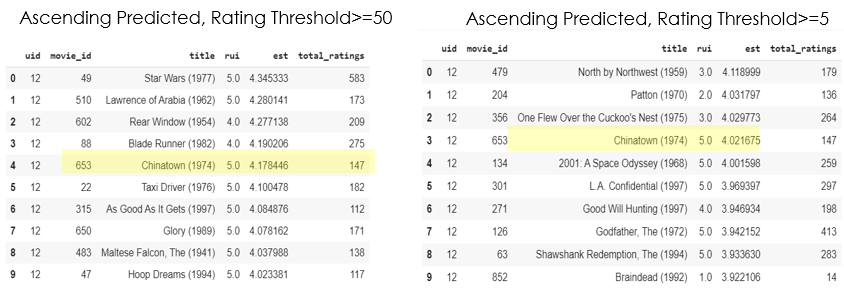 Ascending Predicted, Rating Threshold>=50
uid movie_id title rui est total_ratings
0 12 49 Star Wars (1977) 5.0 4.345333 583
1 12 510 Lawrence of Arabia (1962) 5.0 4.280141 173
2 12 602 Rear Window (1954) 4.0 4.277138 209
3 12 88 Blade Runner (1982) 4.0 4.190206 275
4 12 653 Chinatown (1974) 5.0 4.178446 147
5 12 22 Taxi Driver (1976) 5.0 4.100478 182
6 12 315 As Good As It Gets (1997) 5.0 4.084876 112
7 12 650 Glory (1989) 5.0 4.078162 171
8 12 483 Maltese Falcon, The (1941) 5.0 4.037988 138
9 12 47 Hoop Dreams (1994) 5.0 4.023381 117
Ascending Predicted, Rating Threshold>=5
uid movie_id title rui est total_ratings
0 12 479 North by Northwest (1959) 3.0 4.118999 179
1 12 204 Patton (1970) 2.0 4.031797 136
2 12 356 One Flew Over the Cuckoo's Nest (1975) 3.0 4.029773 264
3 12 653 Chinatown (1974) 5.0 4.021675 147
4 12 134 2001: A Space Odyssey (1968) 5.0 4.001598 259
5 12 301 L.A. Confidential (1997) 5.0 3.969397 297
6 12 271 Good Will Hunting (1997) 4.0 3.946934 198
7 12 126 Godfather, The (1972) 5.0 3.942152 413
8 12 63 Shawshank Redemption, The (1994) 5.0 3.933630 283
9 12 852 Braindead (1992) 1.0 3.922106 14